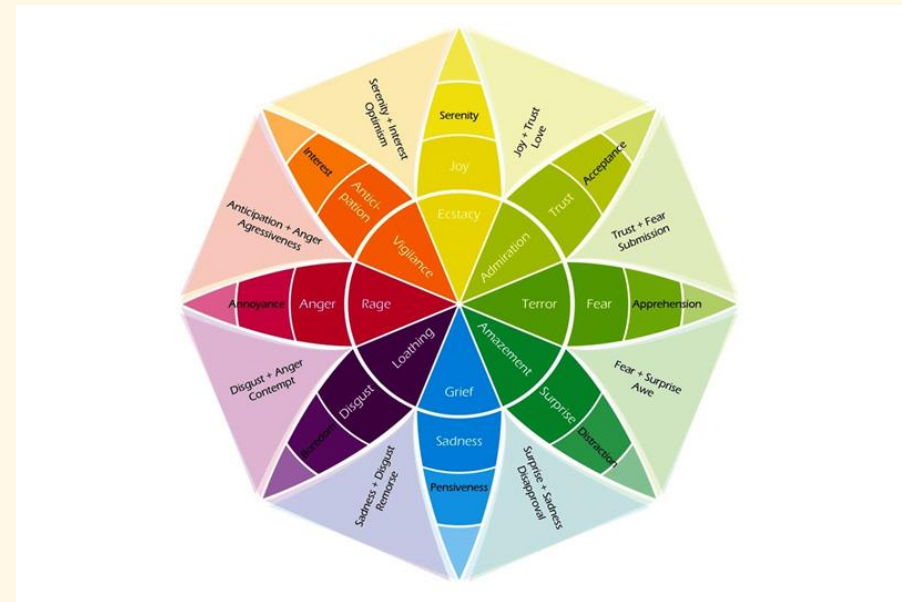 Serenity + Interest
Optimism
Serenity
Joy
Ecstacy
Joy + Trust
Love
Acceptance
Trust
Admiration
Trust + Fear
Submission
Terror
Fear
Apprehension
Fear + Surprise
Awe
Amazement
Surprise
Distraction
Surprise + Sadness
Disapproval
Grief
Sadness
Pensiveness
Sadness + Disgust
Remorse
Loathing
Disgust
Boredom
Disgust + Anger
Contempt
Rage
Anger
Annoyance
Anticipation + Anger
Agressiveness
Vigilance
Antici-
pation
Interest